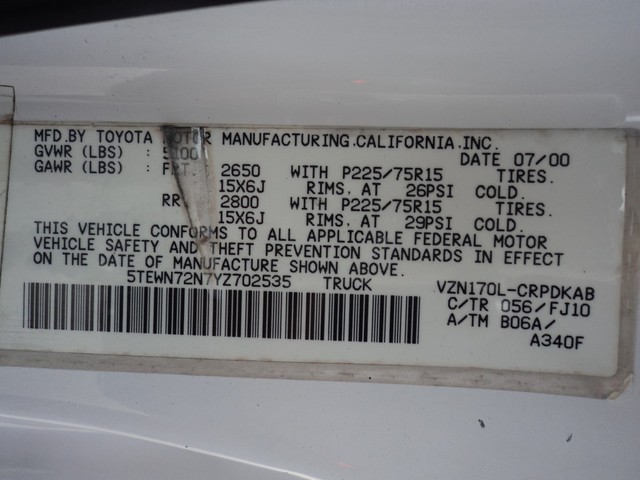 MFD.BY TOYOTA MOTOR MANUFACTURING.CALIFORNIA.INC.
GVWR (LBS) : 5100 DATE 07/00
GAWR (LBS) : FRT. 2650 WITH P225/75R15 TIRES.
15X6J RIMS. AT 26PSI COLD.
RR. 2800 WITH P225/75R15 TIRES.
15X6J RIMS. AT 29PSI COLD.
THIS VEHICLE CONFORMS TO ALL APPLICABLE FEDERAL MOTOR
VEHICLE SAFETY AND THEFT PREVENTION STANDARDS IN EFFECT
ON THE DATE OF MANUFACTURE SHOWN ABOVE.
5TEWN72N7YZ702535 TRUCK VZN170L-CRPDKAB
C/TR 056/FJ10
A/TM B06A/
A340F